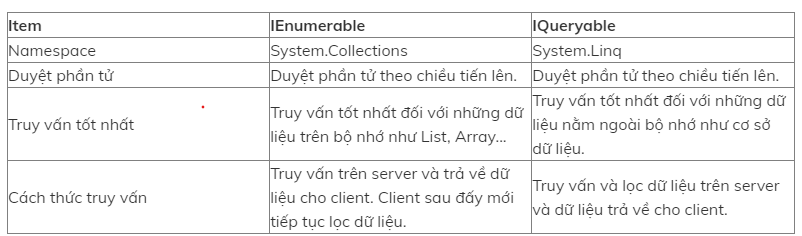 Item IEnumerable IQueryable
Namespace System.Collections System.Linq
Duyệt phần tử Duyệt phần tử theo chiều tiến lên. Duyệt phần tử theo chiều tiến lên.
Truy vấn tốt nhất
Truy vấn tốt nhất đối với những dữ
liệu trên bộ nhớ như List, Array...
Truy vấn tốt nhất đối với những dữ
liệu nằm ngoài bộ nhớ như cơ sở
dữ liệu.
Cách thức truy vấn
Truy vấn trên server và trả về dữ
liệu cho client. Client sau đấy mới
tiếp tục lọc dữ liệu.
Truy vấn và lọc dữ liệu trên server
và dữ liệu trả về cho client.